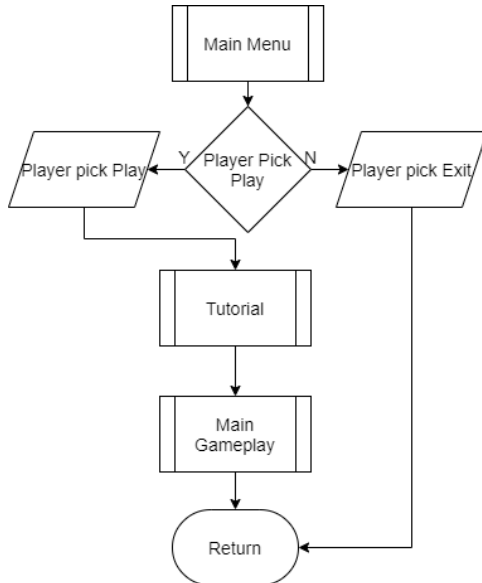 Main Menu
Y
Player Pick
Play
N
Player pick Play
Player pick Exit
Tutorial
Main
Gameplay
Return